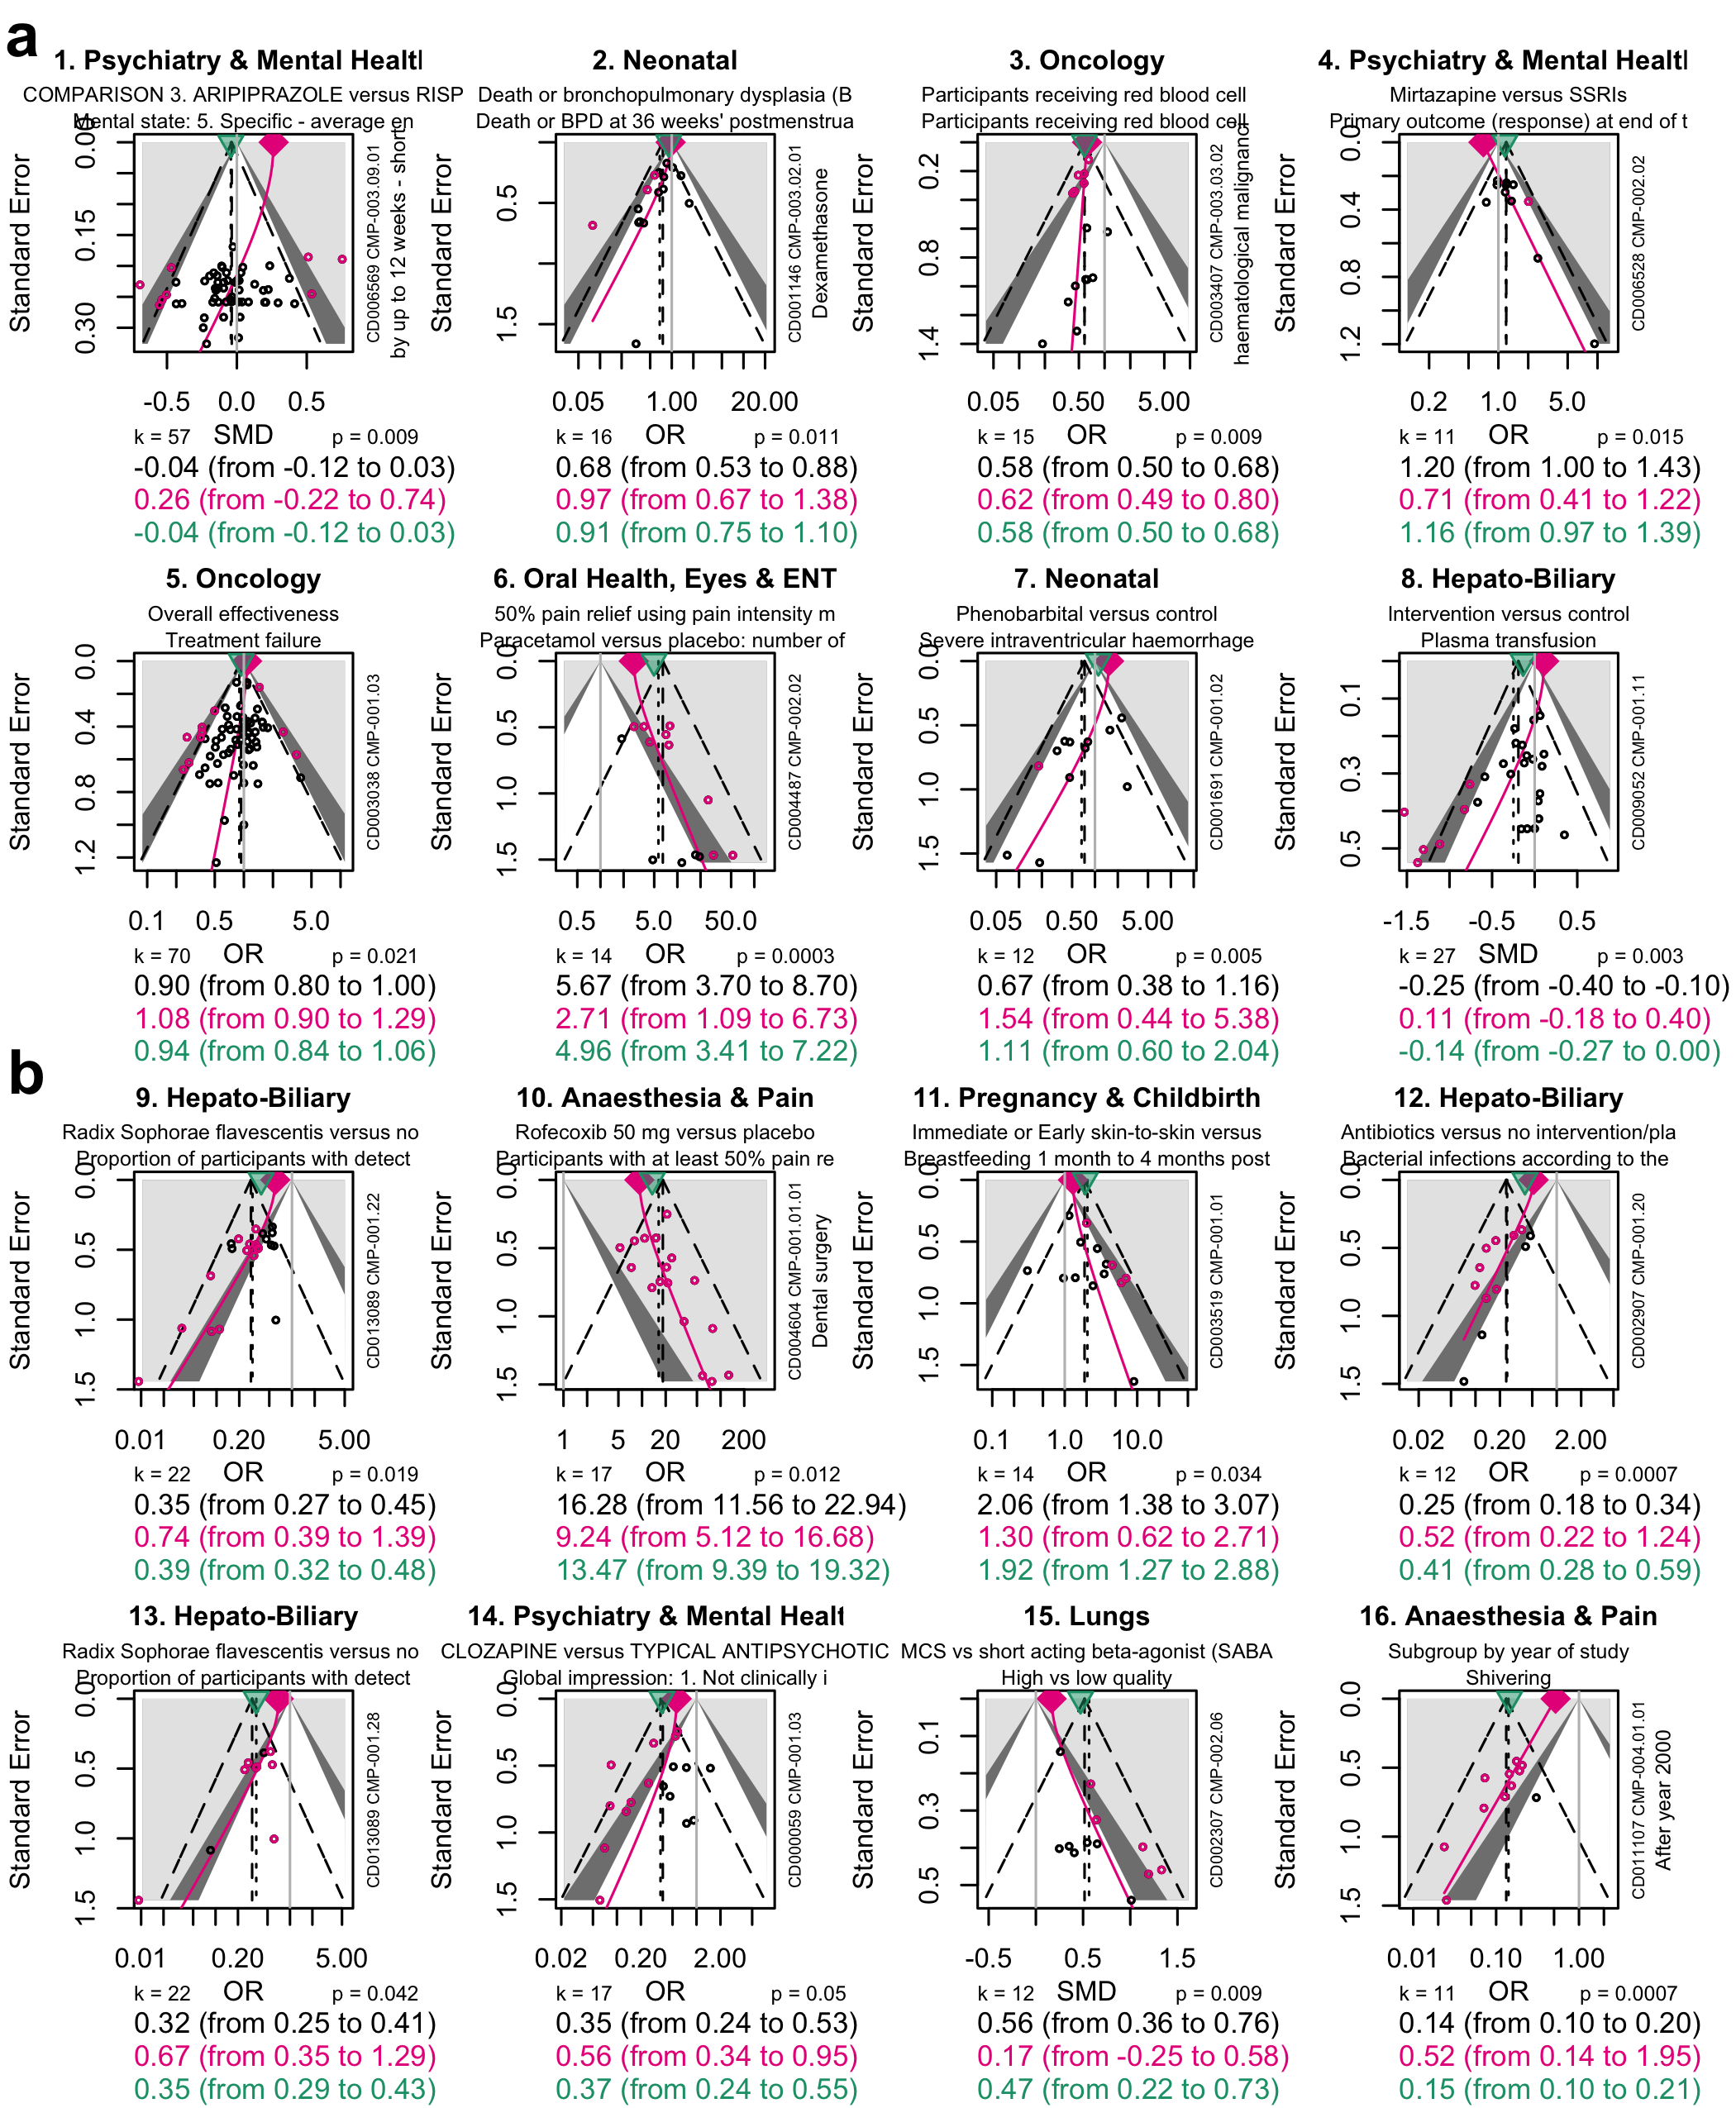 a
1. Psychiatry & Mental Healtl
COMPARISON 3. ARIPIPRAZOLE versus RISP
Mental state: 5. Specific - average en
Standard Error
0.00
0.15
0.30
CD006569 CMP-003.09.01
by up to 12 weeks - short
-0.5 0.0 0.5
k = 57 SMD p = 0.009
-0.04 (from -0.12 to 0.03)
0.26 (from -0.22 to 0.74)
-0.04 (from -0.12 to 0.03)
2. Neonatal
Death or bronchopulmonary dysplasia (B
Death or BPD at 36 weeks' postmenstrua
Standard Error
0.5
1.5
CD001146 CMP-003.02.01
Dexamethasone
0.05 1.00 20.00
k = 16 OR p = 0.011
0.68 (from 0.53 to 0.88)
0.97 (from 0.67 to 1.38)
0.91 (from 0.75 to 1.10)
3. Oncology
Participants receiving red blood cell
Participants receiving red blood cell
Standard Error
0.2
0.8
1.4
CD003407 CMP-003.03.02
haematological malignanci
0.05 0.50 5.00
k = 15 OR p = 0.009
0.58 (from 0.50 to 0.68)
0.62 (from 0.49 to 0.80)
0.58 (from 0.50 to 0.68)
4. Psychiatry & Mental Healtl
Mirtazapine versus SSRIs
Primary outcome (response) at end of t
Standard Error
0.0
0.4
0.8
1.2
CD006528 CMP-002.02
0.2 1.0 5.0
k = 11 OR p = 0.015
1.20 (from 1.00 to 1.43)
0.71 (from 0.41 to 1.22)
1.16 (from 0.97 to 1.39)
5. Oncology
Overall effectiveness
Treatment failure
Standard Error
0.0
0.4
0.8
1.2
CD003038 CMP-001.03
0.1 0.5 5.0
k = 70 OR p = 0.021
0.90 (from 0.80 to 1.00)
1.08 (from 0.90 to 1.29)
0.94 (from 0.84 to 1.06)
6. Oral Health, Eyes & ENT
50% pain relief using pain intensity m
Paracetamol versus placebo: number of
Standard Error
0.0
0.5
1.0
1.5
CD004487 CMP-002.02
0.5 5.0 50.0
k = 14 OR p = 0.0003
5.67 (from 3.70 to 8.70)
2.71 (from 1.09 to 6.73)
4.96 (from 3.41 to 7.22)
7. Neonatal
Phenobarbital versus control
Severe intraventricular haemorrhage
Standard Error
0.0
0.5
1.0
1.5
CD001691 CMP-001.02
0.05 0.50 5.00
k = 12 OR p = 0.005
0.67 (from 0.38 to 1.16)
1.54 (from 0.44 to 5.38)
1.11 (from 0.60 to 2.04)
8. Hepato-Biliary
Intervention versus control
Plasma transfusion
Standard Error
0.1
0.3
0.5
CD009052 CMP-001.11
-1.5 -0.5 0.5
k = 27 SMD p = 0.003
-0.25 (from -0.40 to -0.10)
0.11 (from -0.18 to 0.40)
-0.14 (from -0.27 to 0.00)
b
9. Hepato-Biliary
Radix Sophorae flavescentis versus no
Proportion of participants with detect
Standard Error
0.0
0.5
1.0
1.5
CD013089 CMP-001.22
0.01 0.20 5.00
k = 22 OR p = 0.019
0.35 (from 0.27 to 0.45)
0.74 (from 0.39 to 1.39)
0.39 (from 0.32 to 0.48)
10. Anaesthesia & Pain
Rofecoxib 50 mg versus placebo
Participants with at least 50% pain re
Standard Error
0.0
0.5
1.0
1.5
CD004604 CMP-001.01.01
Dental surgery
1 5 20 200
k = 17 OR p = 0.012
16.28 (from 11.56 to 22.94)
9.24 (from 5.12 to 16.68)
13.47 (from 9.39 to 19.32)
11. Pregnancy & Childbirth
Immediate or Early skin-to-skin versus
Breastfeeding 1 month to 4 months post
Standard Error
0.0
0.5
1.0
1.5
CD003519 CMP-001.01
0.1 1.0 10.0
k = 14 OR p = 0.034
2.06 (from 1.38 to 3.07)
1.30 (from 0.62 to 2.71)
1.92 (from 1.27 to 2.88)
12. Hepato-Biliary
Antibiotics versus no intervention/pla
Bacterial infections according to the
Standard Error
0.0
0.5
1.0
1.5
CD002907 CMP-001.20
0.02 0.20 2.00
k = 12 OR p = 0.0007
0.25 (from 0.18 to 0.34)
0.52 (from 0.22 to 1.24)
0.41 (from 0.28 to 0.59)
13. Hepato-Biliary
Radix Sophorae flavescentis versus no
Proportion of participants with detect
Standard Error
0.0
0.5
1.0
1.5
CD013089 CMP-001.28
0.01 0.20 5.00
k = 22 OR p = 0.042
0.32 (from 0.25 to 0.41)
0.67 (from 0.35 to 1.29)
0.35 (from 0.29 to 0.43)
14. Psychiatry & Mental Healt
CLOZAPINE versus TYPICAL ANTIPSYCHOTIC
Global impression: 1. Not clinically i
Standard Error
0.0
0.5
1.0
1.5
CD000059 CMP-001.03
0.02 0.20 2.00
k = 17 OR p = 0.05
0.35 (from 0.24 to 0.53)
0.56 (from 0.34 to 0.95)
0.37 (from 0.24 to 0.55)
15. Lungs
MCS vs short acting beta-agonist (SABA
High vs low quality
Standard Error
0.1
0.3
0.5
CD002307 CMP-002.06
-0.5 0.5 1.5
k = 12 SMD p = 0.009
0.56 (from 0.36 to 0.76)
0.17 (from -0.25 to 0.58)
0.47 (from 0.22 to 0.73)
16. Anaesthesia & Pain
Subgroup by year of study
Shivering
Standard Error
0.0
0.5
1.0
1.5
CD011107 CMP-004.01.01
After year 2000
0.01 0.10 1.00
k = 11 OR p = 0.0007
0.14 (from 0.10 to 0.20)
0.52 (from 0.14 to 1.95)
0.15 (from 0.10 to 0.21)